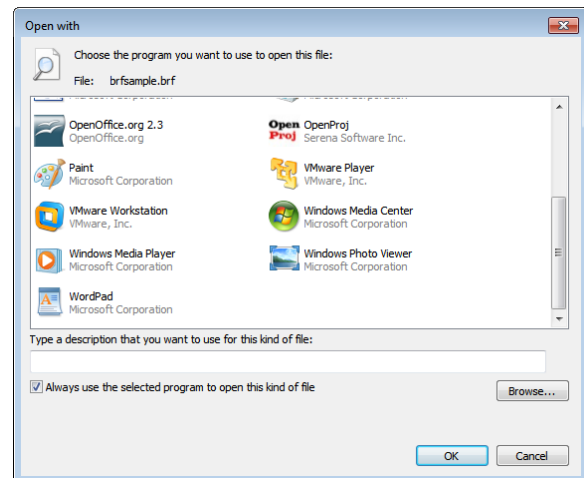 Open with
Choose the program you want to use to open this file:
File: brfsample.brf
Microsoft Corporation Microsoft Corporation
OpenOffice.org 2.3
OpenOffice.org
Open Proj
OpenProj
Serena Software Inc.
Paint
Microsoft Corporation
VMware Player
VMware, Inc.
VMware Workstation
VMware, Inc.
Windows Media Center
Microsoft Corporation
Windows Media Player
Microsoft Corporation
Windows Photo Viewer
Microsoft Corporation
WordPad
Microsoft Corporation
Type a description that you want to use for this kind of file:
Always use the selected program to open this kind of file
Browse...
OK
Cancel